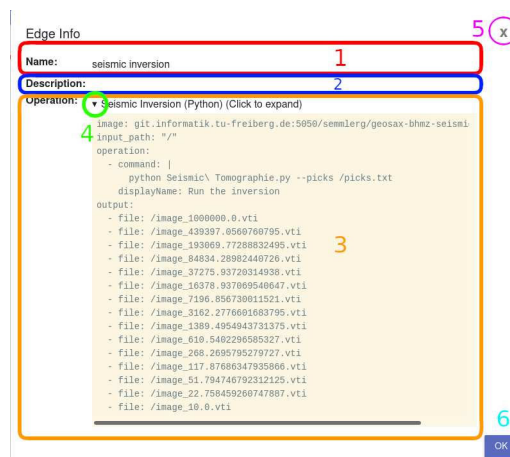 Edge Info
5
x
Name:
seismic inversion
1
Description:
2
Operation:
▾ Seismic Inversion (Python) (Click to expand)
4
image: git.informatik.tu-freiberg.de:5050/semmlerg/geosax-bhmz-seismi
input_path: "/"
operation:
- command: |
python Seismic\ Tomographie.py --picks /picks.txt
displayName: Run the inversion
output:
- file: /image_1000000.0.vti
- file: /image_439397.0560760795.vti
- file: /image_193069.77288832495.vti
3
- file: /image_84834.28982440726.vti
- file: /image_37275.93720314938.vti
- file: /image_16378.937069540647.vti
- file: /image_7196.856730011521.vti
- file: /image_3162.2776601683795.vti
- file: /image_1389.4954943731375.vti
- file: /image_610.5402296585327.vti
- file: /image_268.2695795279727.vti
- file: /image_117.87686347935866.vti
- file: /image_51.794746792312125.vti
- file: /image_22.758459260747887.vti
- file: /image_10.0.vti
6
OK